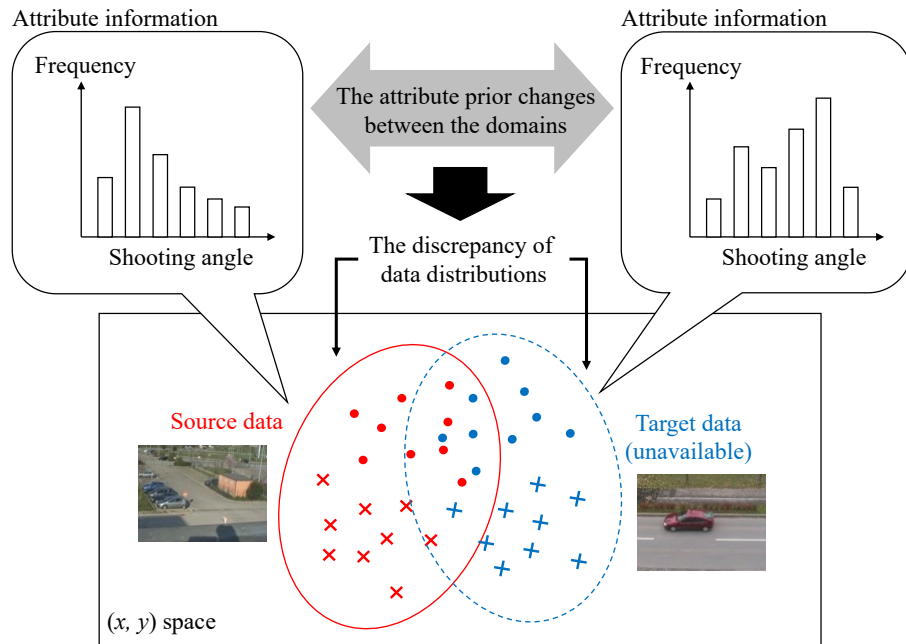 Attribute information
Attribute information
Frequency
Shooting angle
The attribute prior changes
between the domains
Frequency
Shooting angle
The discrepancy of
data distributions
Source data
Target data
(unavailable)
(x, y) space